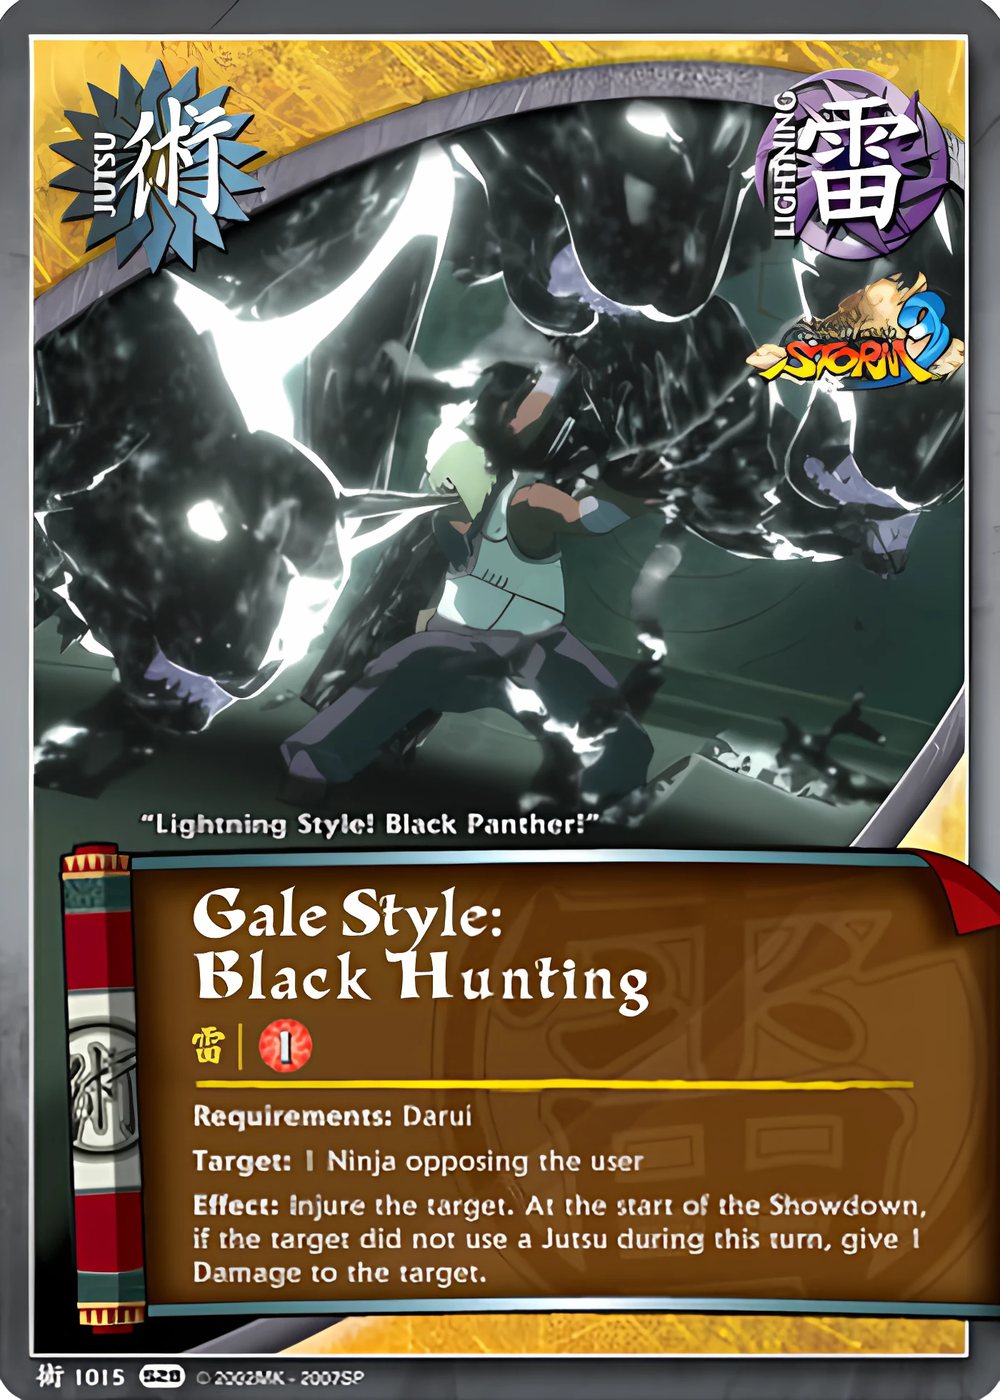 JUTSU
術
LIGHTNING
雷
STORM 3
"Lightning Style! Black Panther!"
Gale Style:
Black Hunting
雷 | 1
Requirements: Darui
Target: 1 Ninja opposing the user
Effect: Injure the target. At the start of the Showdown,
if the target did not use a Jutsu during this turn, give 1
Damage to the target.
術
術 1015 © 2002MK - 2007SP